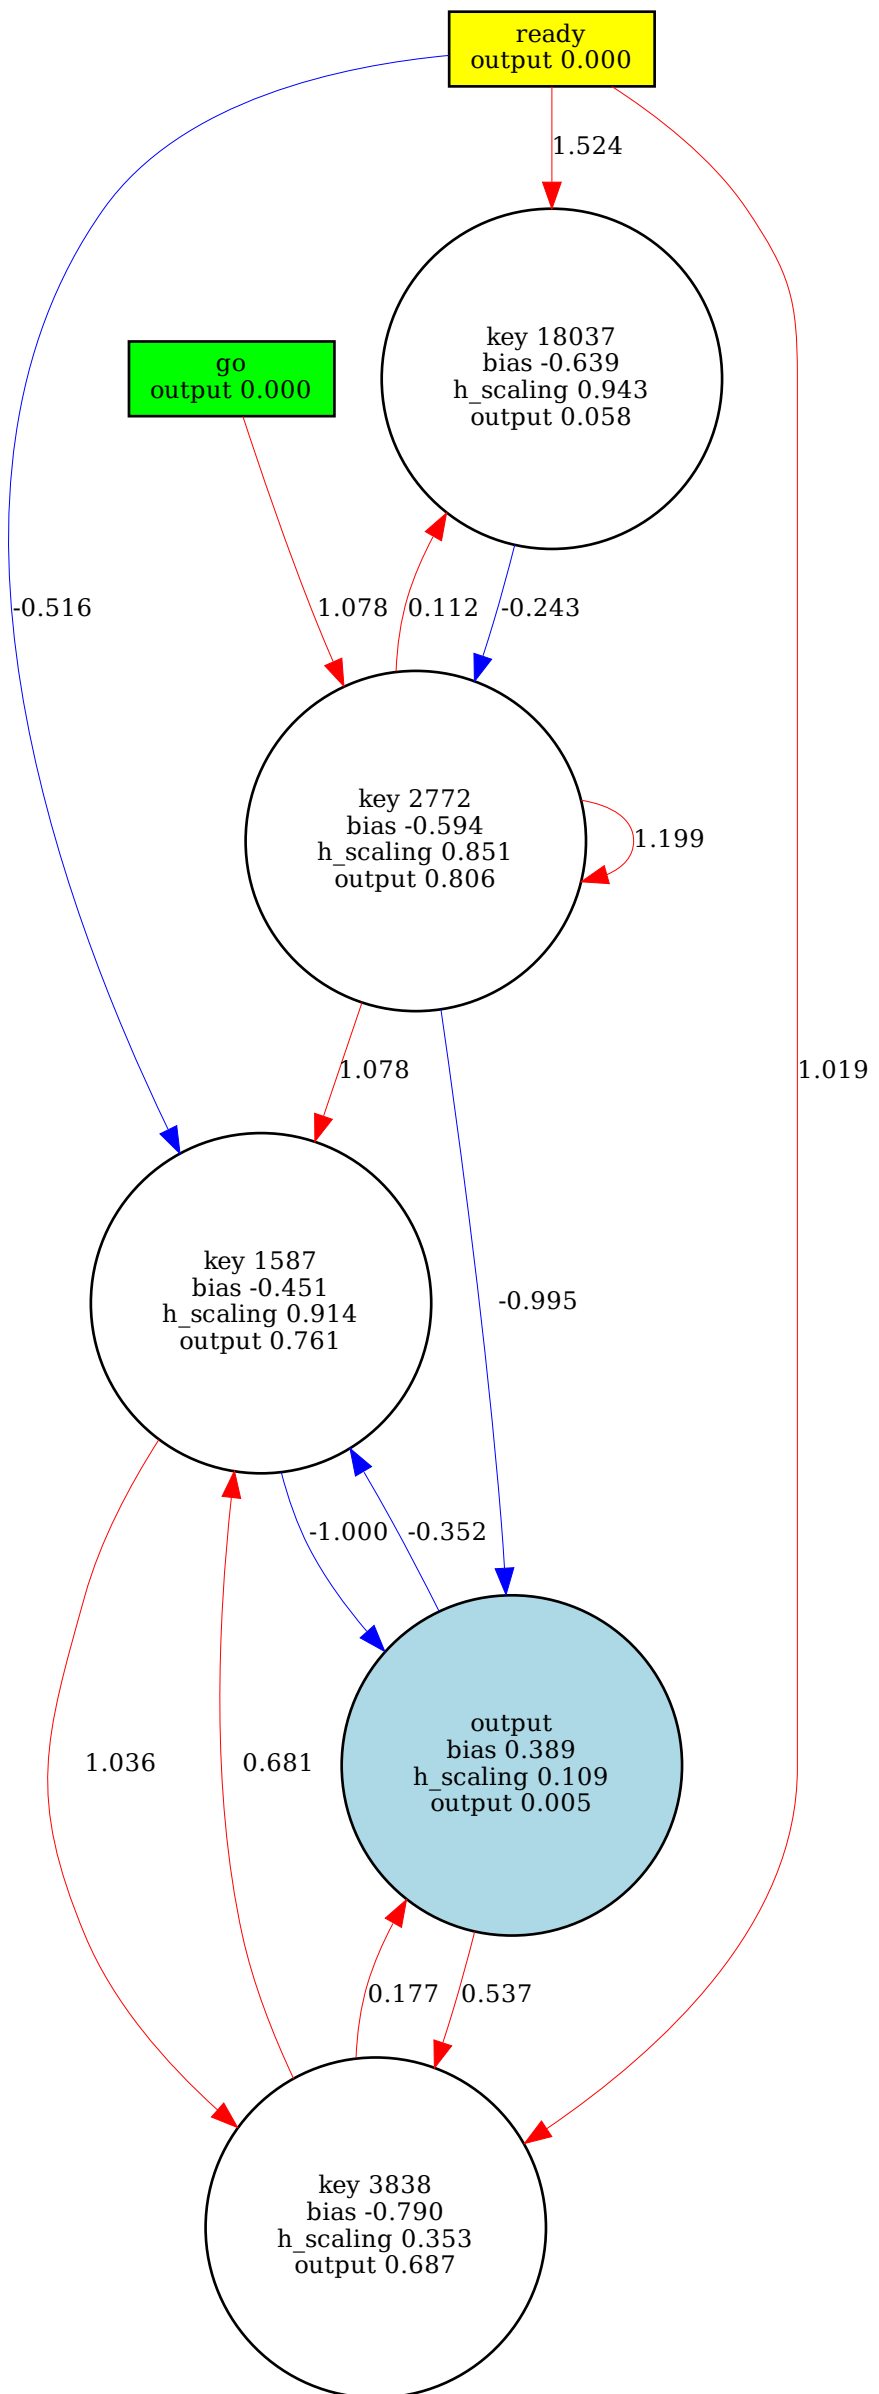 ready
output 0.000
1.524
key 18037
bias -0.639
h_scaling 0.943
output 0.058
go
output 0.000
-0.516
1.078
0.112
-0.243
key 2772
bias -0.594
h_scaling 0.851
output 0.806
1.199
1.078
1.019
key 1587
bias -0.451
h_scaling 0.914
output 0.761
-0.995
-1.000
-0.352
output
bias 0.389
h_scaling 0.109
output 0.005
1.036
0.681
0.177
0.537
key 3838
bias -0.790
h_scaling 0.353
output 0.687